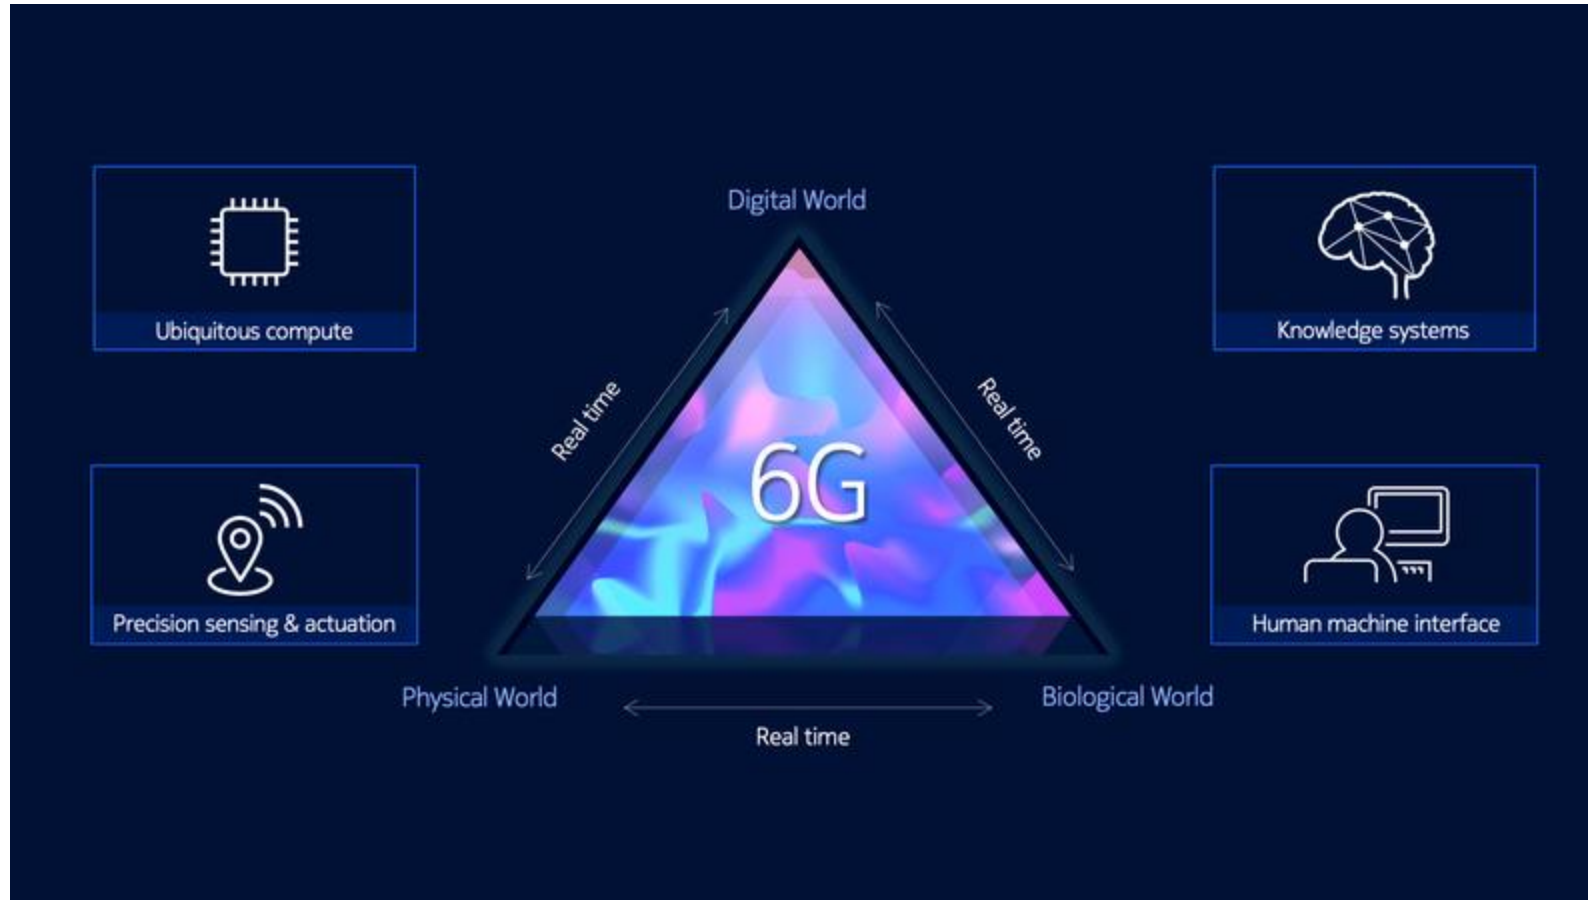 Digital World
Ubiquitous compute
Knowledge systems
Real time
Real time
6G
Precision sensing & actuation
Human machine interface
Physical World
Biological World
Real time